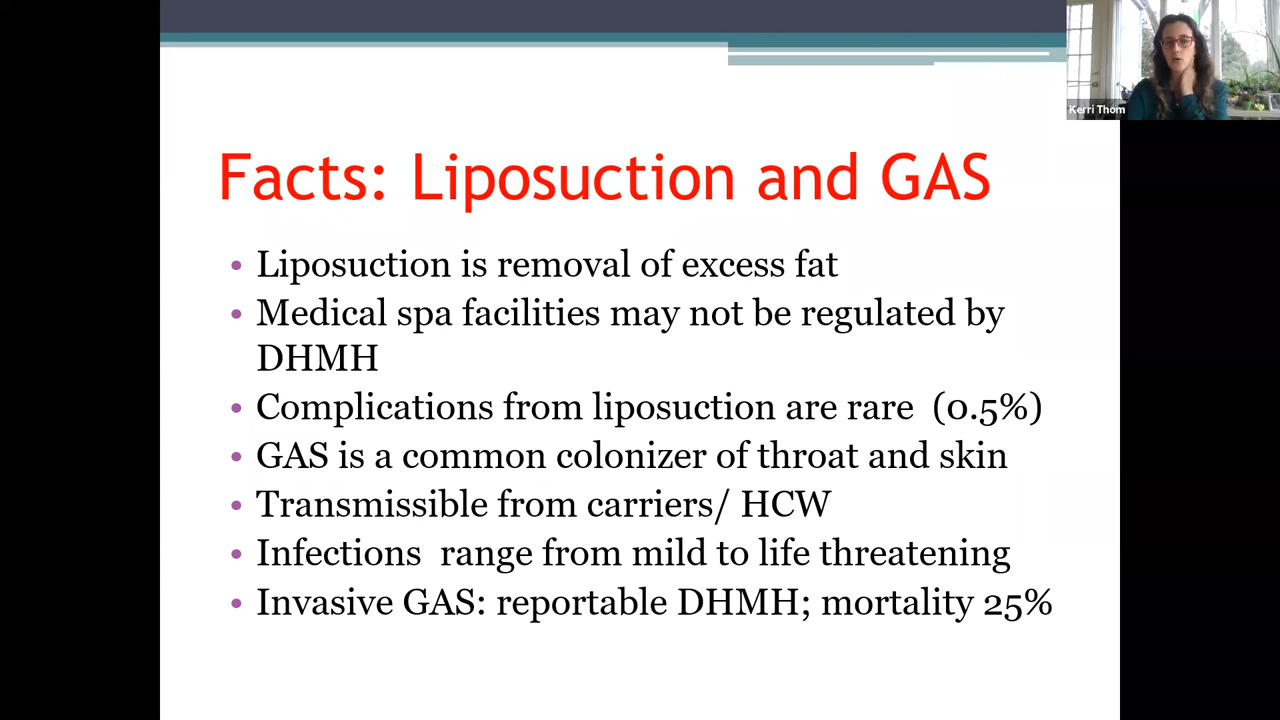 Kerri Thom
Facts: Liposuction and GAS
• Liposuction is removal of excess fat
• Medical spa facilities may not be regulated by
DHMH
• Complications from liposuction are rare (0.5%)
• GAS is a common colonizer of throat and skin
• Transmissible from carriers/ HCW
• Infections range from mild to life threatening
• Invasive GAS: reportable DHMH; mortality 25%